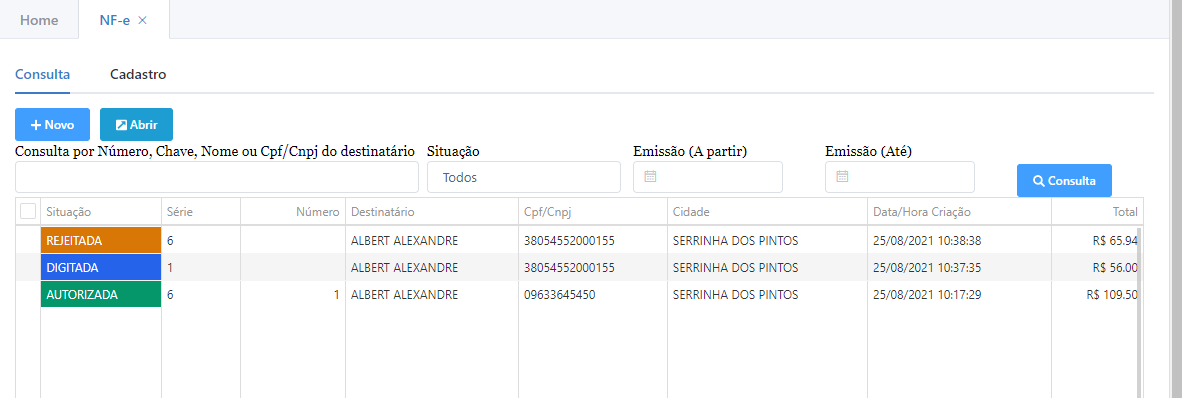 Home NF-e ×
Consulta Cadastro
+ Novo Abrir
Consulta por Número, Chave, Nome ou Cpf/Cnpj do destinatário Situação Emissão (A partir) Emissão (Até)
Todos Consulta
Situação Série Número Destinatário Cpf/Cnpj Cidade Data/Hora Criação Total
REJEITADA 6 ALBERT ALEXANDRE 38054552000155 SERRINHA DOS PINTOS 25/08/2021 10:38:38 R$ 65.94
DIGITADA 1 ALBERT ALEXANDRE 38054552000155 SERRINHA DOS PINTOS 25/08/2021 10:37:35 R$ 56.00
AUTORIZADA 6 1 ALBERT ALEXANDRE 09633645450 SERRINHA DOS PINTOS 25/08/2021 10:17:29 R$ 109.50